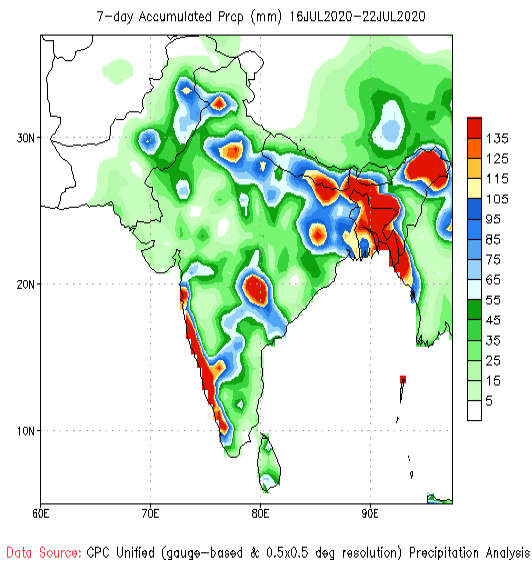 7-day Accumulated Prcp (mm) 16JUL2020-22JUL2020
30N
20N
10N
60E 70E 80E 90E
135
125
115
105
95
85
75
65
55
45
35
25
15
5
Data Source: CPC Unified (gauge-based & 0.5x0.5 deg resolution) Precipitation Analysis